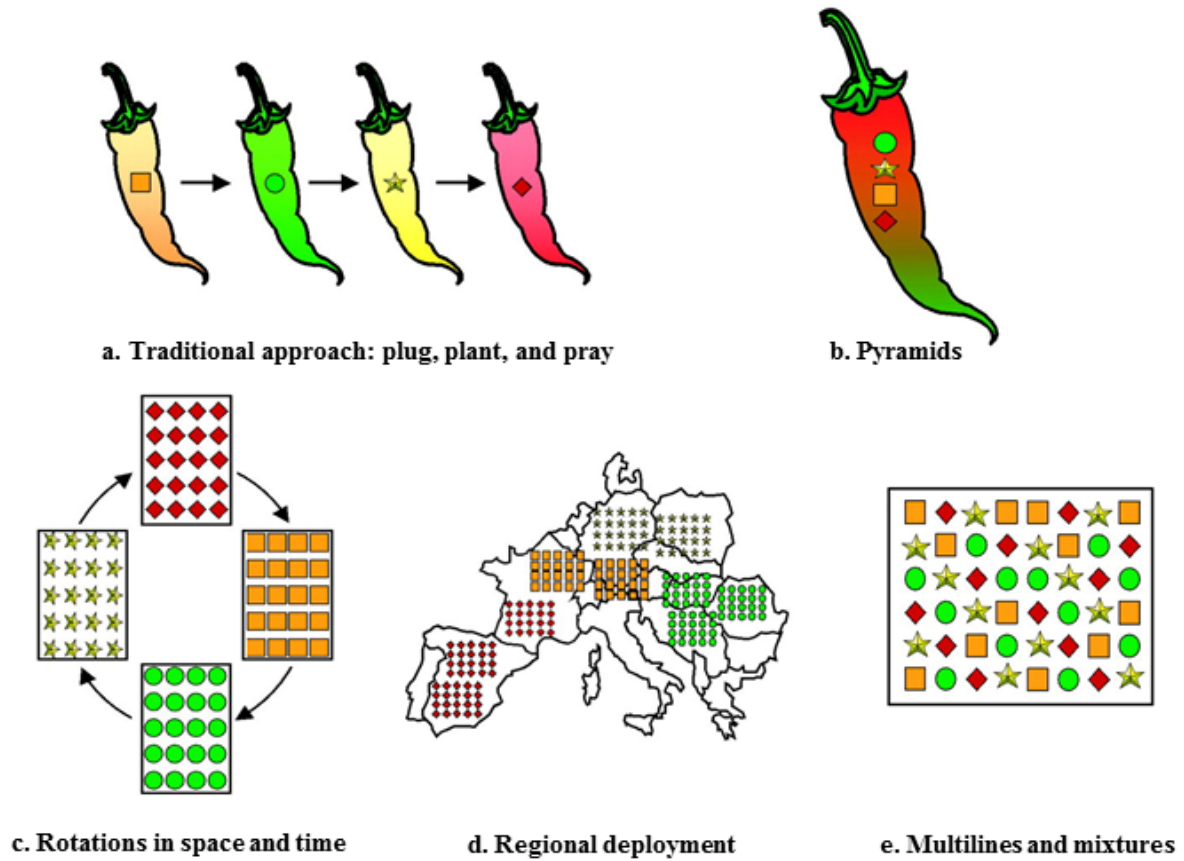 a. Traditional approach: plug, plant, and pray
b. Pyramids
c. Rotations in space and time
d. Regional deployment
e. Multilines and mixtures